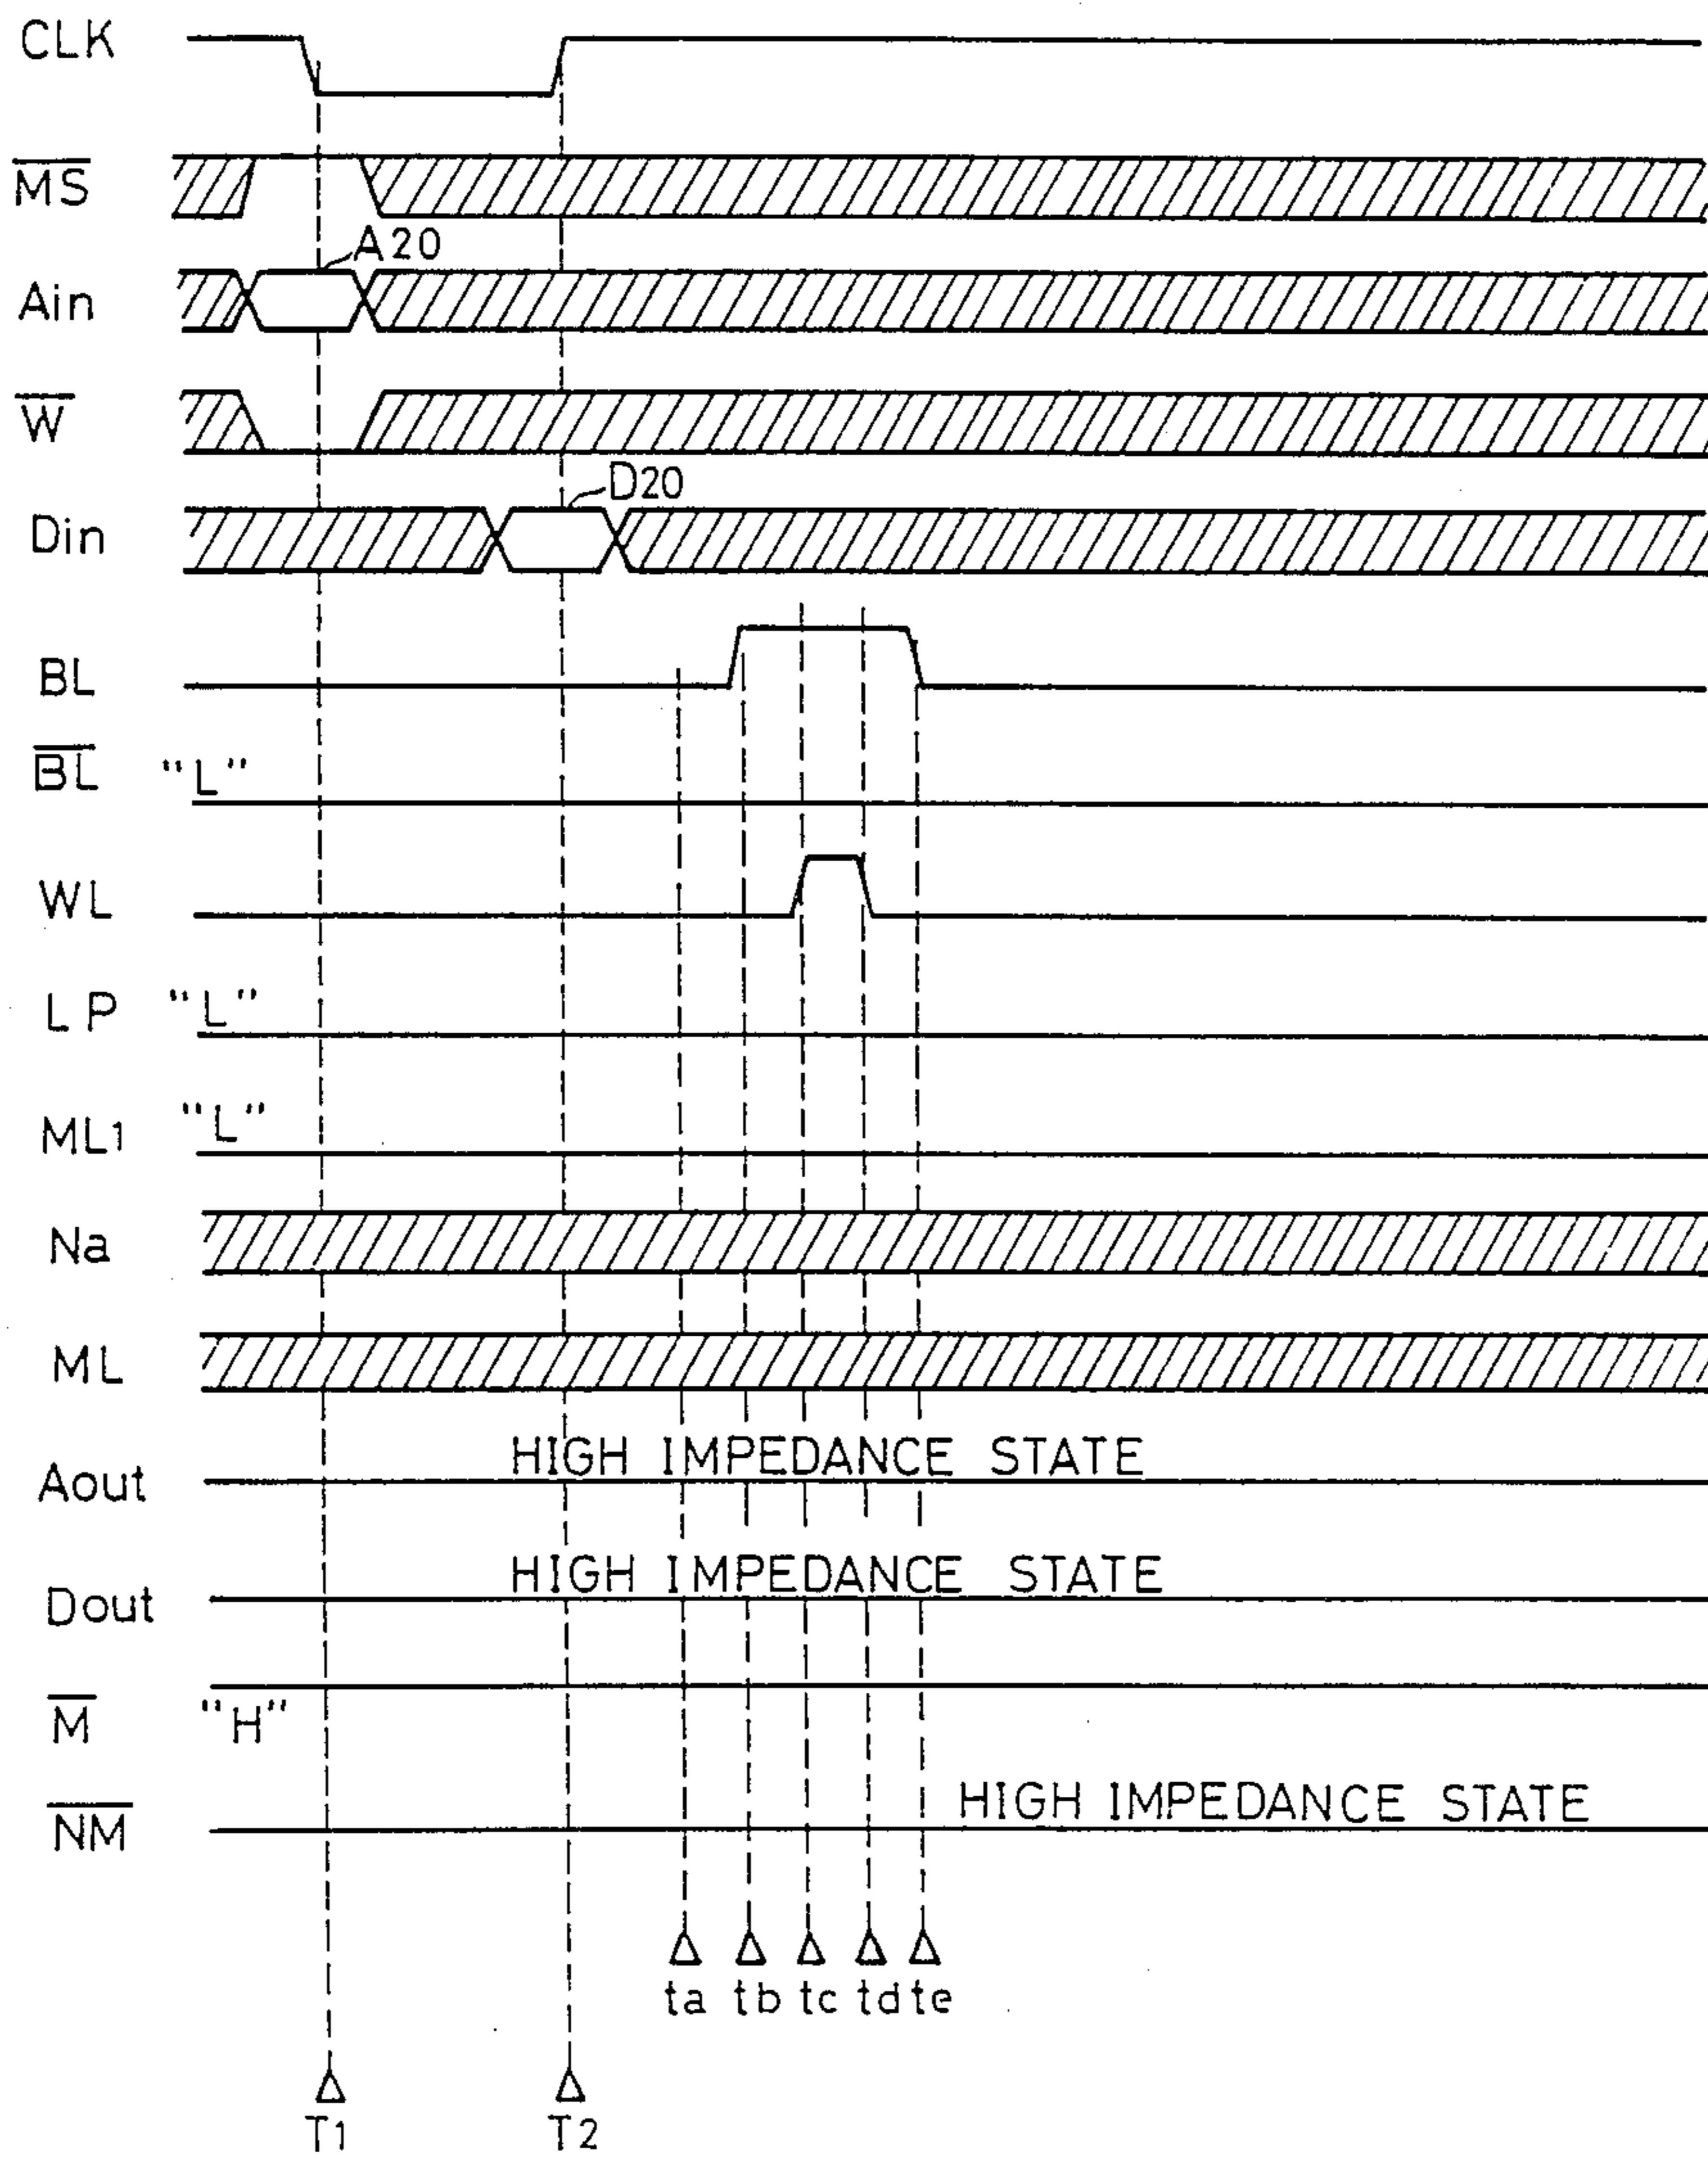 CLK
MS
A20
Ain
W
D20
Din
BL
BL "L"
WL
LP "L"
ML1 "L"
Na
ML
HIGH IMPEDANCE STATE
Aout
HIGH IMPEDANCE STATE
Dout
M "H"
HIGH IMPEDANCE STATE
NM
ta tb tc td te
T1 T2